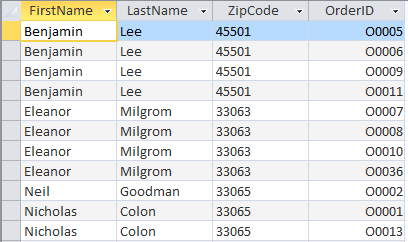 FirstName LastName ZipCode OrderID
Benjamin Lee 45501 O0005
Benjamin Lee 45501 O0006
Benjamin Lee 45501 O0009
Benjamin Lee 45501 O0011
Eleanor Milgrom 33063 O0007
Eleanor Milgrom 33063 O0008
Eleanor Milgrom 33063 O0010
Eleanor Milgrom 33063 O0036
Neil Goodman 33065 O0002
Nicholas Colon 33065 O0001
Nicholas Colon 33065 O0013